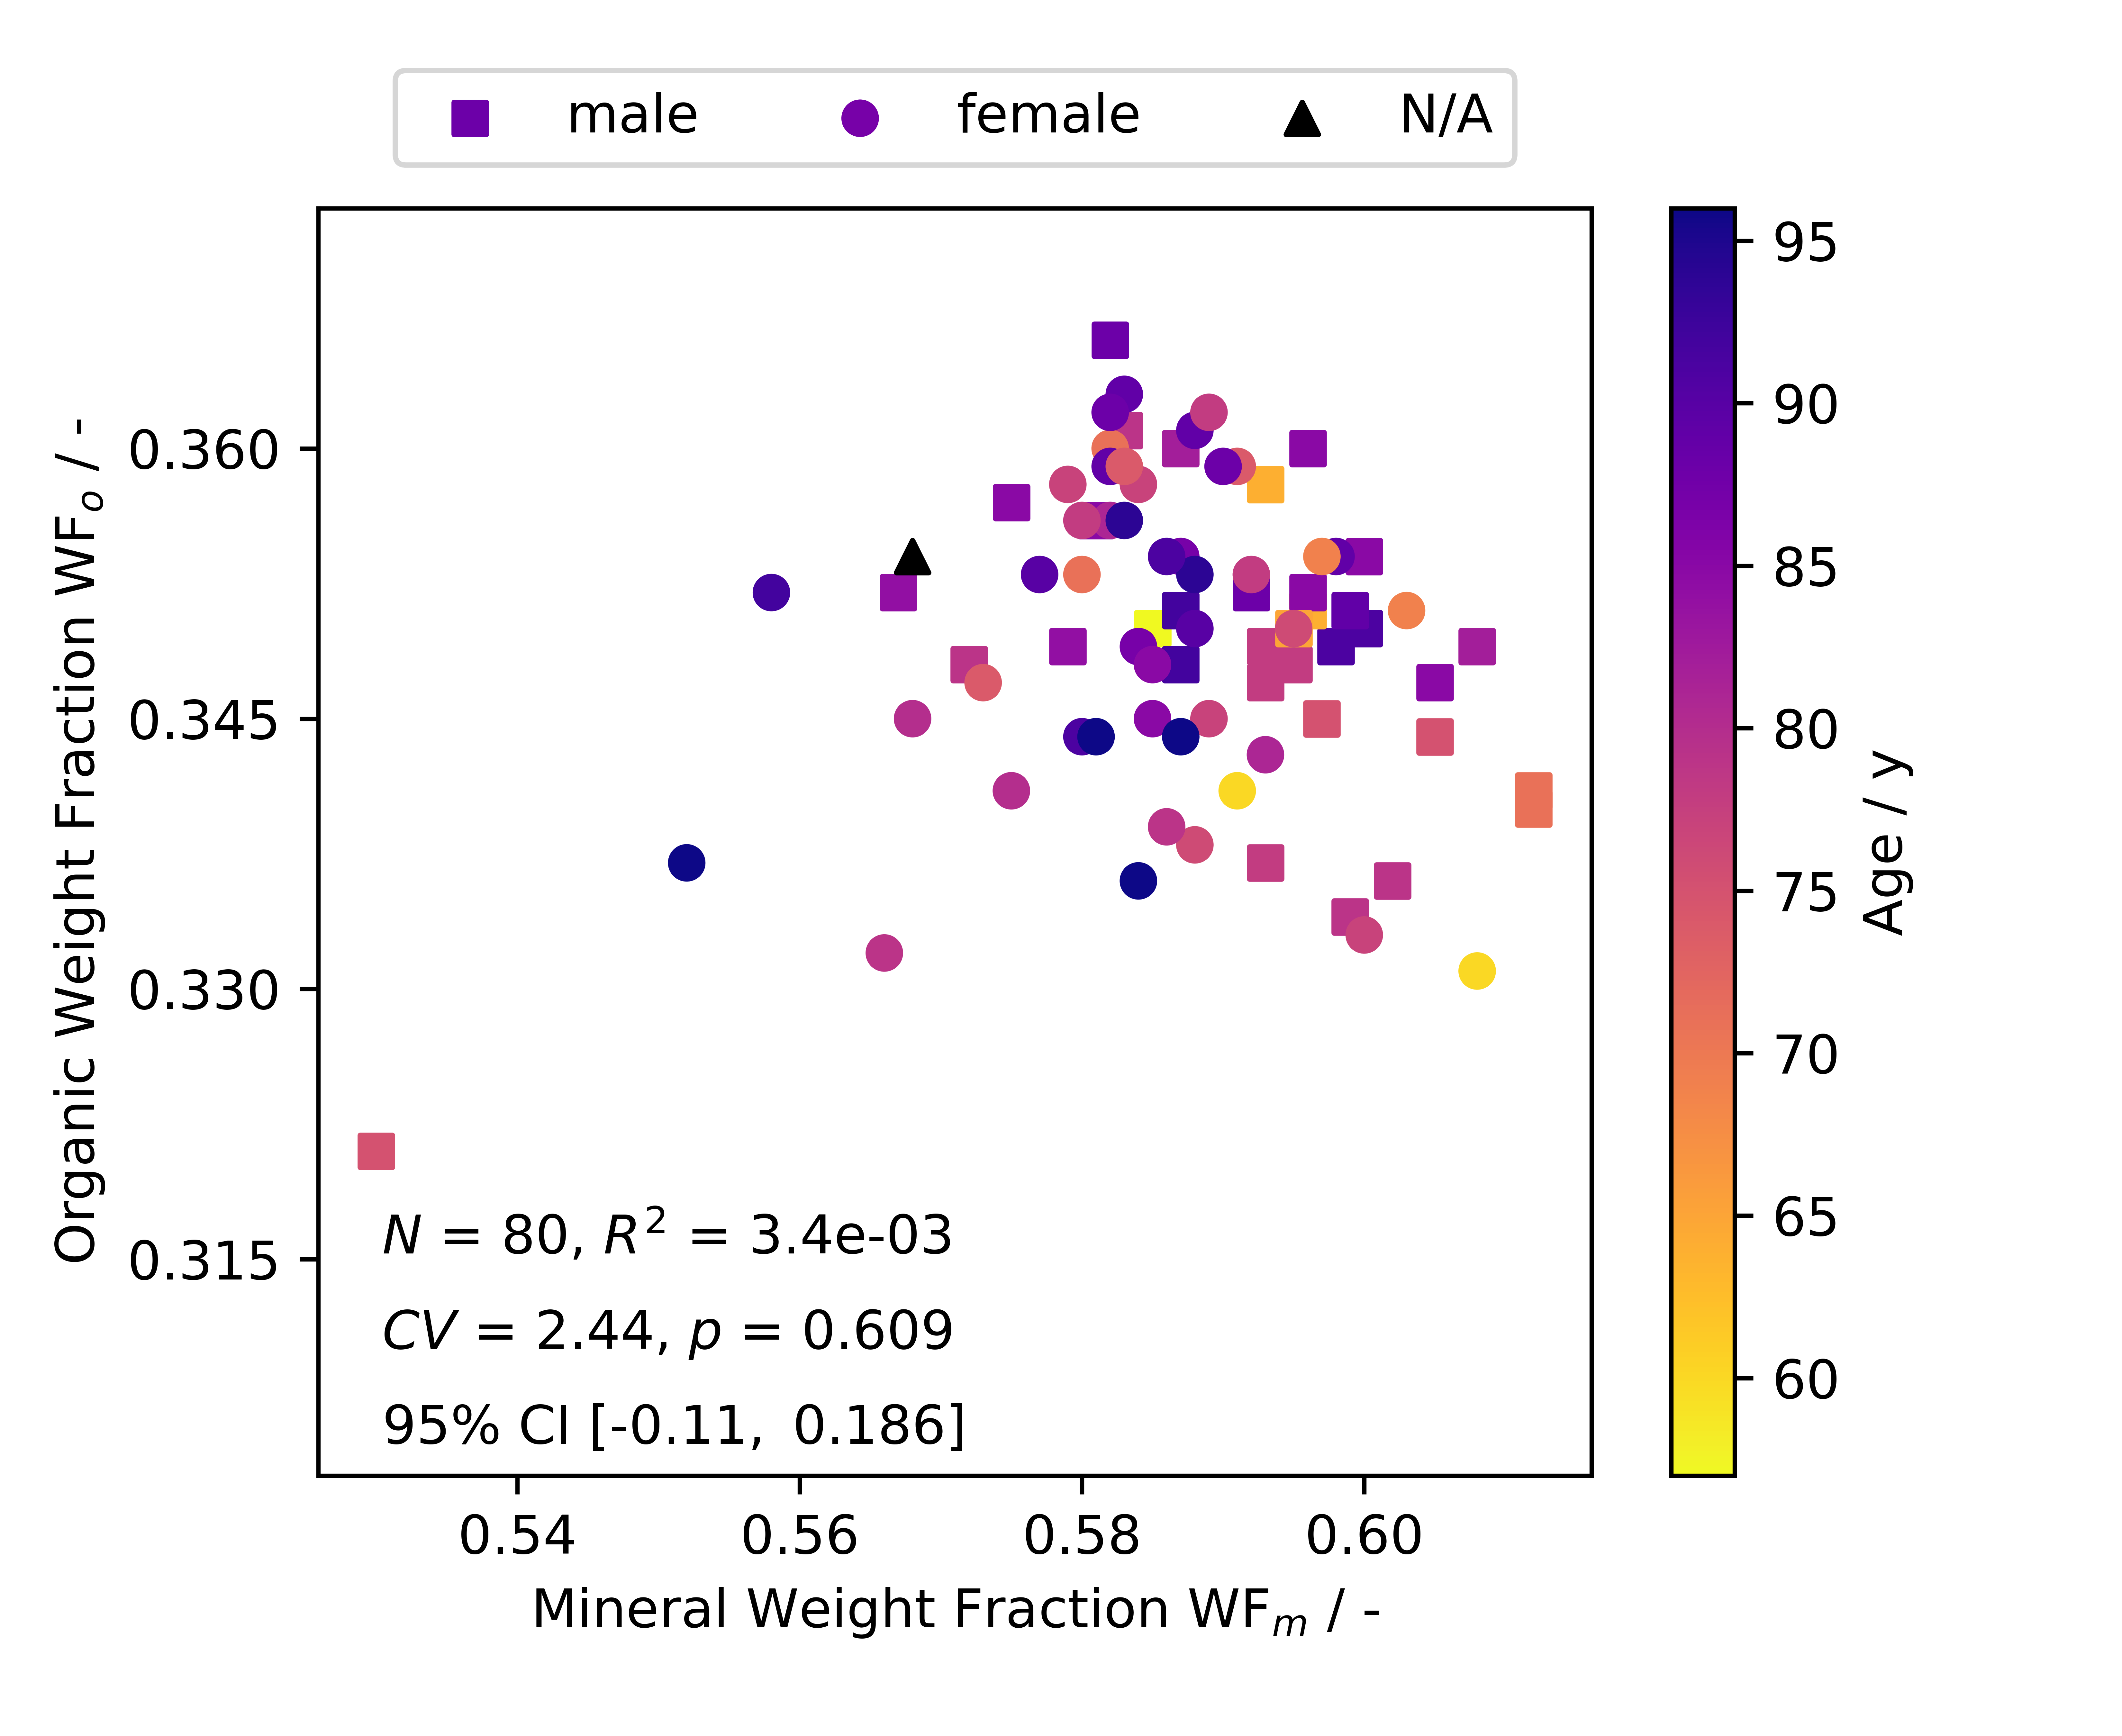 male female N/A
Organic Weight Fraction WFₒ / -
0.360
0.345
0.330
0.315
N = 80, R² = 3.4e-03
CV = 2.44, p = 0.609
95% CI [-0.11, 0.186]
0.54 0.56 0.58 0.60
Mineral Weight Fraction WFₘ / -
95
90
85
80
75
70
65
60
Age / y